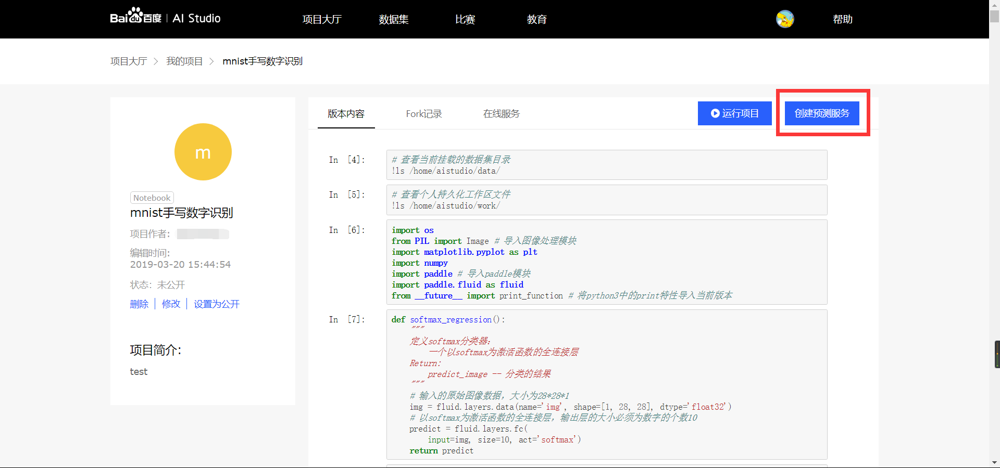 Bai du 百度 | AI Studio
项目大厅
数据集
比赛
教育
帮助
项目大厅 > 我的项目 > mnist手写数字识别
m
Notebook
mnist手写数字识别
项目作者:
编辑时间:
2019-03-20 15:44:54
状态: 未公开
删除 | 修改 | 设置为公开
项目简介:
test
版本内容
Fork记录
在线服务
运行项目
创建预测服务
In [4]:
# 查看当前挂载的数据集目录
!ls /home/aistudio/data/
In [5]:
# 查看个人持久化工作区文件
!ls /home/aistudio/work/
In [6]:
import os
from PIL import Image # 导入图像处理模块
import matplotlib.pyplot as plt
import numpy
import paddle # 导入paddle模块
import paddle.fluid as fluid
from __future__ import print_function # 将python3中的print特性导入当前版本
In [7]:
def softmax_regression():
"""
定义softmax分类器:
一个以softmax为激活函数的全连接层
Return:
predict_image -- 分类的结果
"""
# 输入的原始图像数据，大小为28*28*1
img = fluid.layers.data(name='img', shape=[1, 28, 28], dtype='float32')
# 以softmax为激活函数的全连接层，输出层的大小必须为数字的个数10
predict = fluid.layers.fc(
input=img, size=10, act='softmax')
return predict